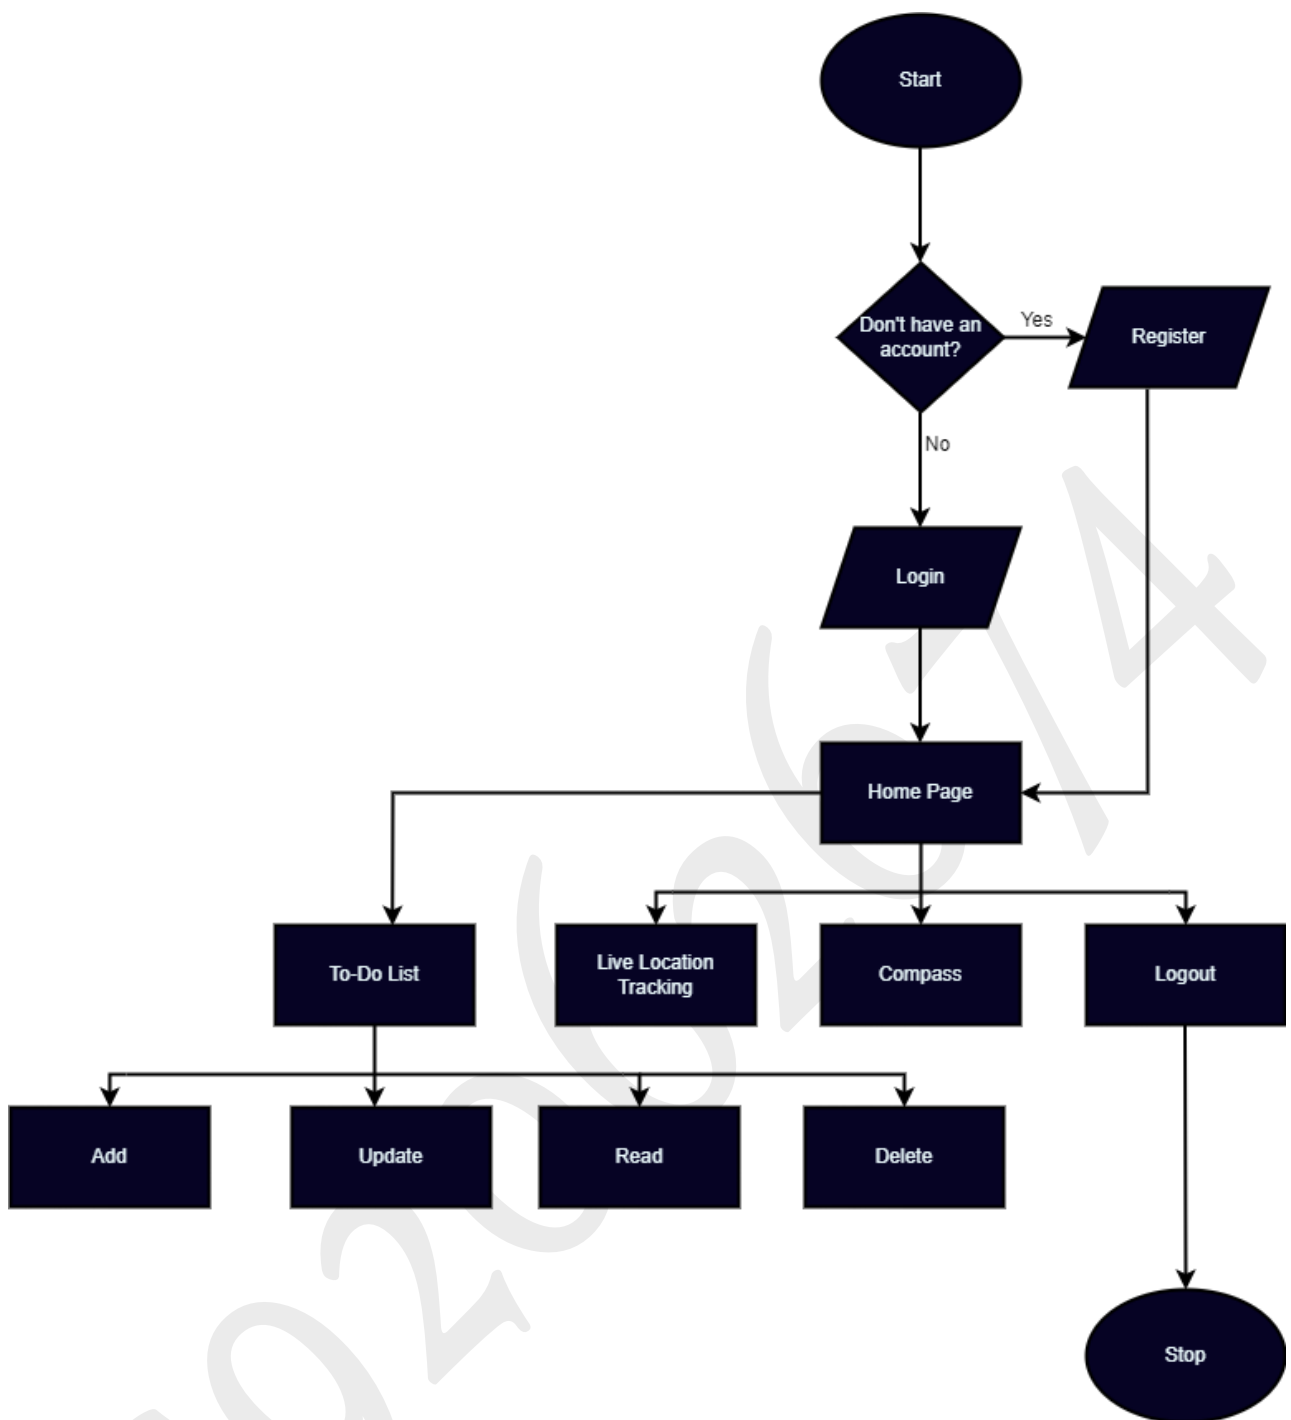 Start
Don't have an
account?
Yes
Register
No
Login
Home Page
To-Do List
Live Location
Tracking
Compass
Logout
Add
Update
Read
Delete
Stop